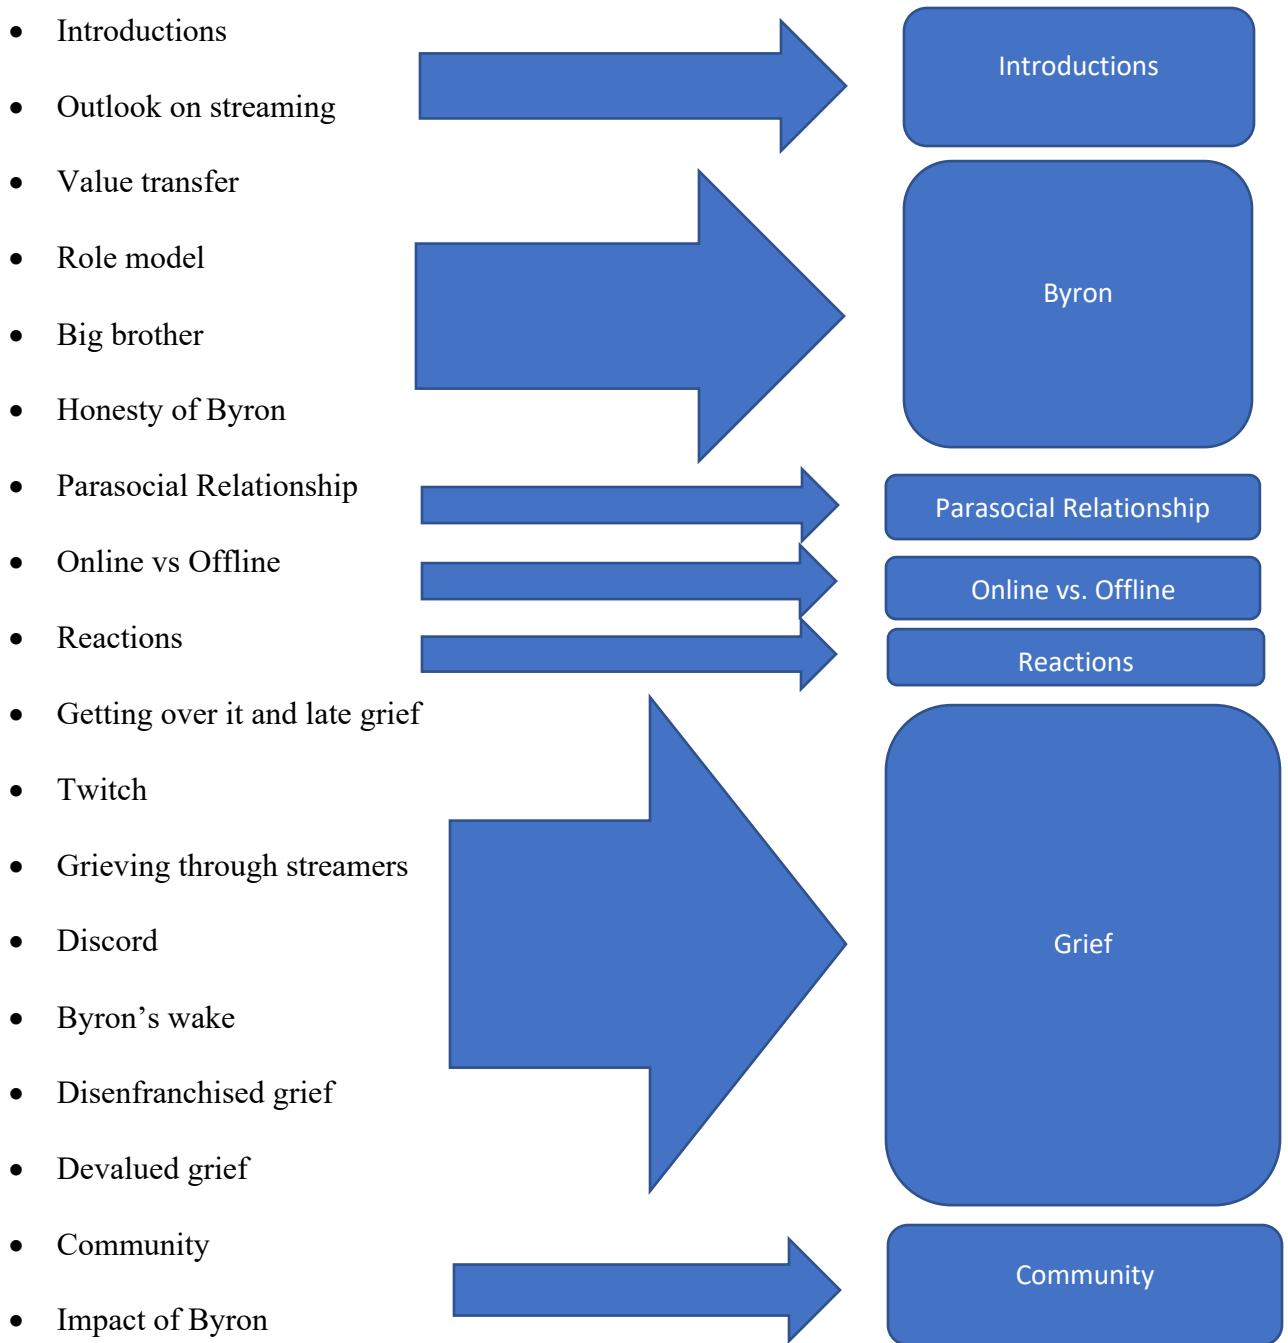 • Introductions
• Outlook on streaming
• Value transfer
• Role model
• Big brother
• Honesty of Byron
• Parasocial Relationship
• Online vs Offline
• Reactions
• Getting over it and late grief
• Twitch
• Grieving through streamers
• Discord
• Byron’s wake
• Disenfranchised grief
• Devalued grief
• Community
• Impact of Byron
Introductions
Byron
Parasocial Relationship
Online vs. Offline
Reactions
Grief
Community